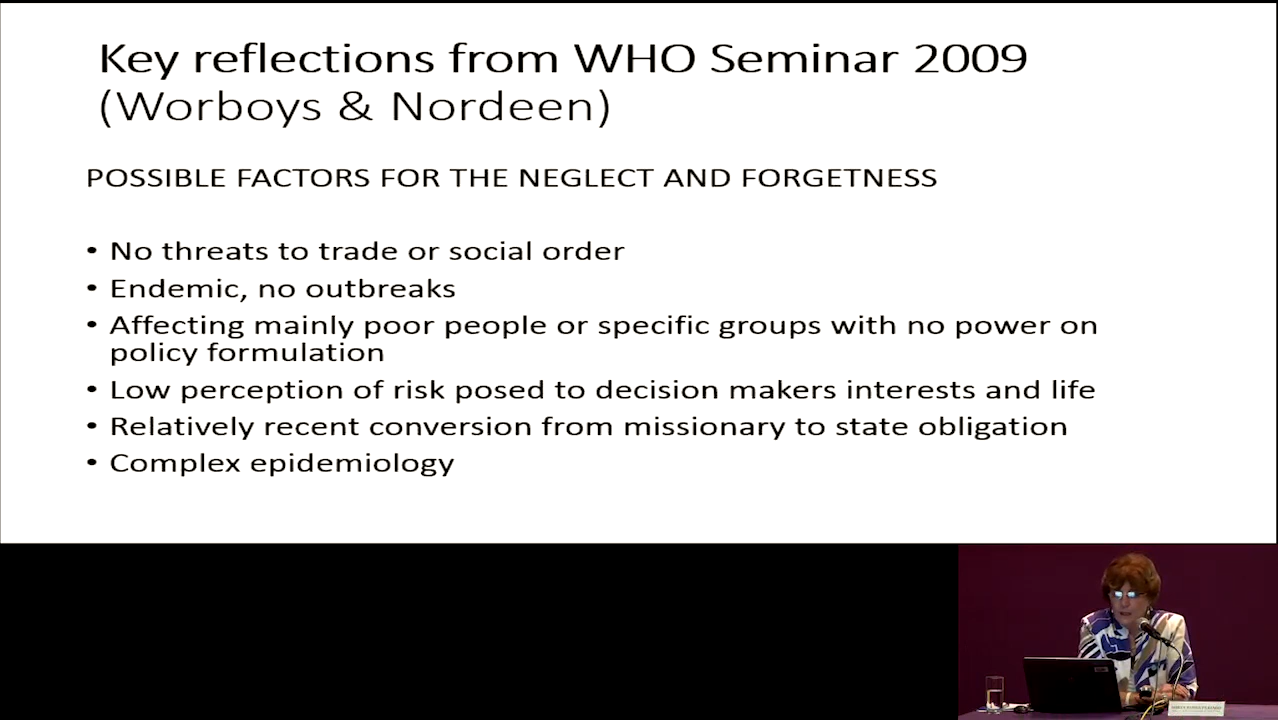 Key reflections from WHO Seminar 2009
(Worboys & Nordeen)
POSSIBLE FACTORS FOR THE NEGLECT AND FORGETNESS
• No threats to trade or social order
• Endemic, no outbreaks
• Affecting mainly poor people or specific groups with no power on
policy formulation
• Low perception of risk posed to decision makers interests and life
• Relatively recent conversion from missionary to state obligation
• Complex epidemiology